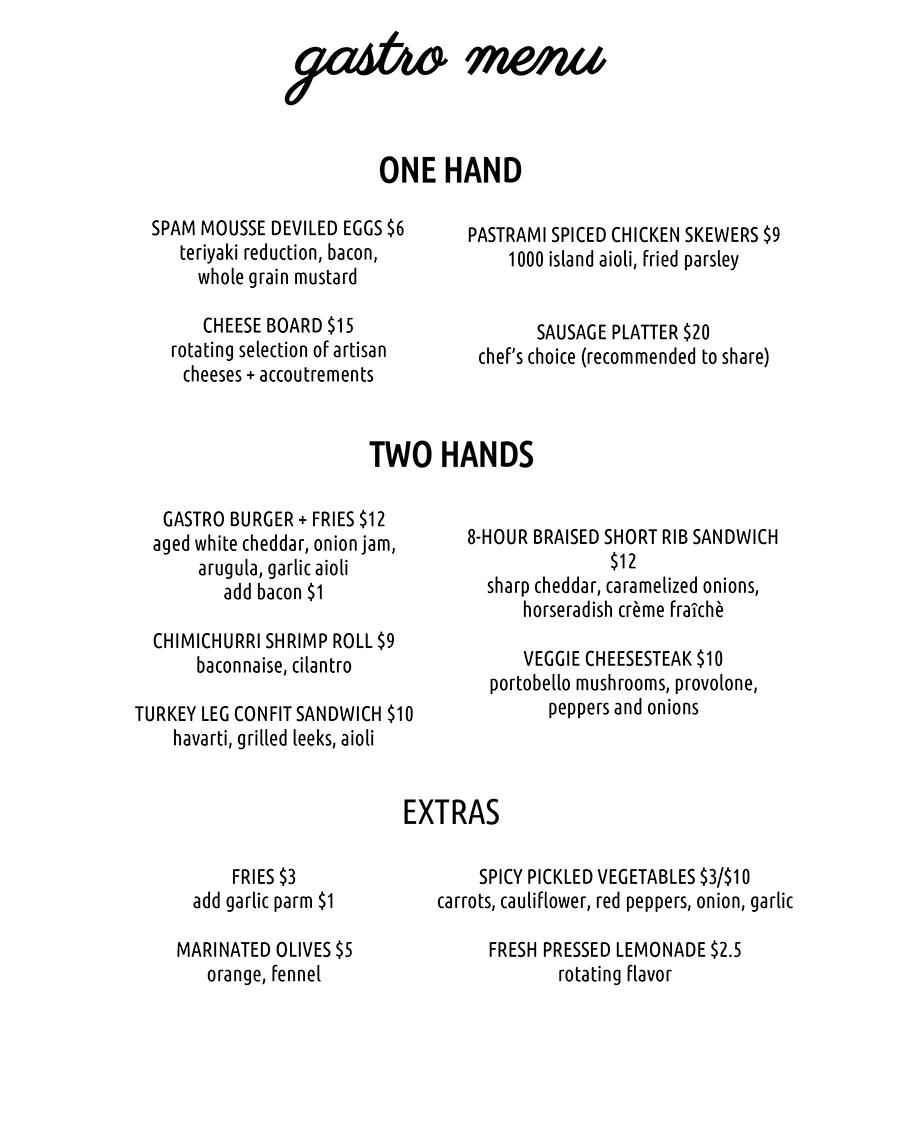 gastro menu
ONE HAND
SPAM MOUSSE DEVILED EGGS $6
teriyaki reduction, bacon,
whole grain mustard
CHEESE BOARD $15
rotating selection of artisan
cheeses + accoutrements
PASTRAMI SPICED CHICKEN SKEWERS $9
1000 island aioli, fried parsley
SAUSAGE PLATTER $20
chef’s choice (recommended to share)
TWO HANDS
GASTRO BURGER + FRIES $12
aged white cheddar, onion jam,
arugula, garlic aioli
add bacon $1
CHIMICHURRI SHRIMP ROLL $9
baconnaise, cilantro
TURKEY LEG CONFIT SANDWICH $10
havarti, grilled leeks, aioli
8-HOUR BRAISED SHORT RIB SANDWICH
$12
sharp cheddar, caramelized onions,
horseradish crème fraîchè
VEGGIE CHEESESTEAK $10
portobello mushrooms, provolone,
peppers and onions
EXTRAS
FRIES $3
add garlic parm $1
MARINATED OLIVES $5
orange, fennel
SPICY PICKLED VEGETABLES $3/$10
carrots, cauliflower, red peppers, onion, garlic
FRESH PRESSED LEMONADE $2.5
rotating flavor